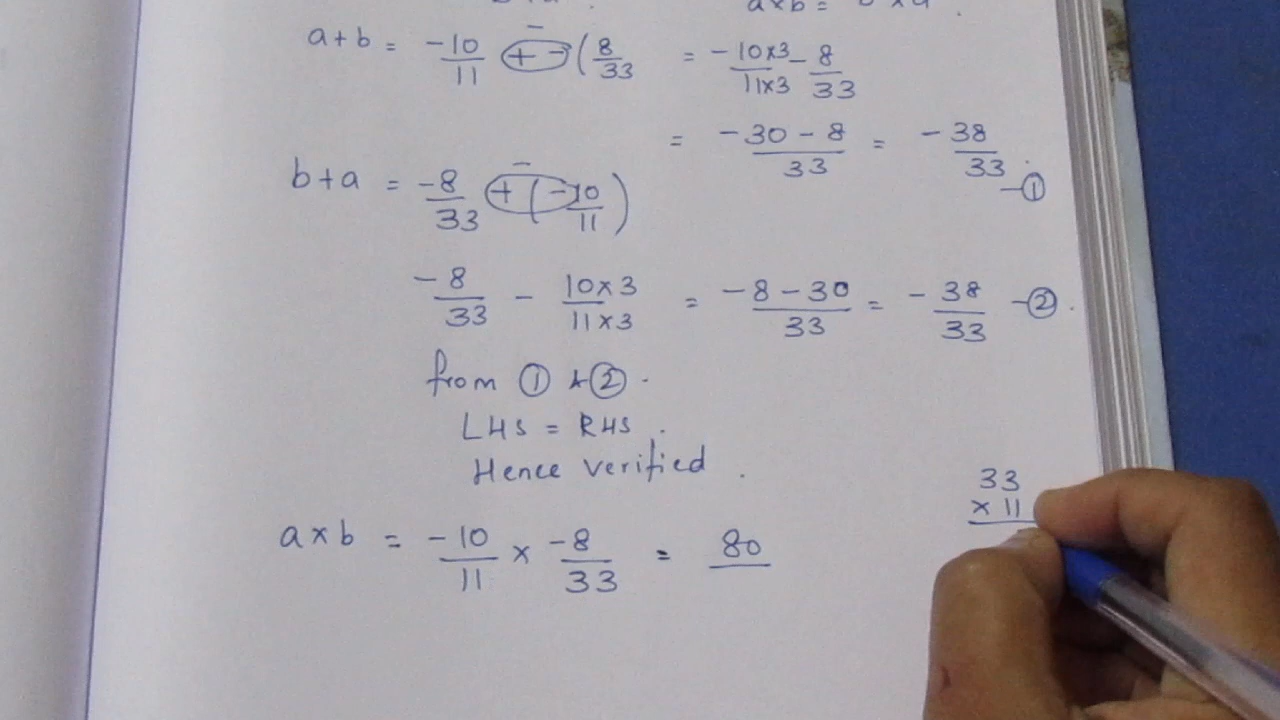 a×b =
a+b = -10/11 + -(8/33 = -10×3/11×3 - 8/33
= -30-8/33 = -38/33. -①
b+a = -8/33 + (-10/11)
-8/33 - 10×3/11×3 = -8-30/33 = -38/33 -②.
from ① & ②.
LHS = RHS.
Hence verified.
33
× 11
a×b = -10/11 × -8/33 = 80